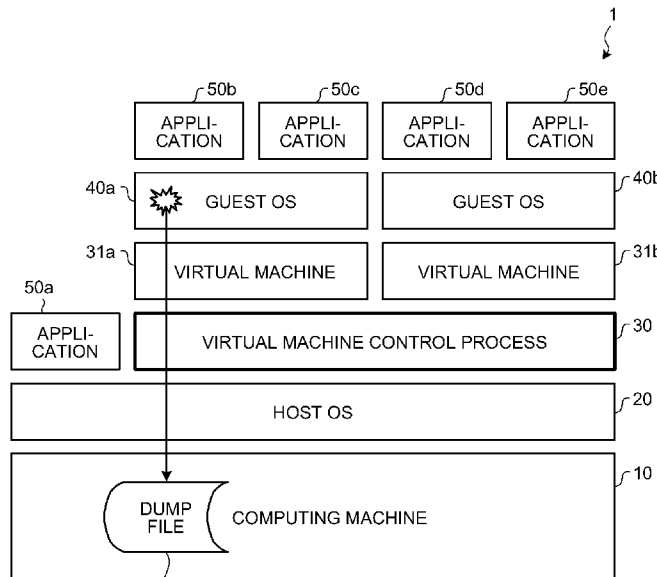 1
50b
50c
50d
50e
APPLI-
CATION
APPLI-
CATION
APPLI-
CATION
APPLI-
CATION
40a
GUEST OS
GUEST OS
40b
31a
VIRTUAL MACHINE
VIRTUAL MACHINE
31b
50a
APPLI-
CATION
VIRTUAL MACHINE CONTROL PROCESS
30
HOST OS
20
10
DUMP
FILE
COMPUTING MACHINE